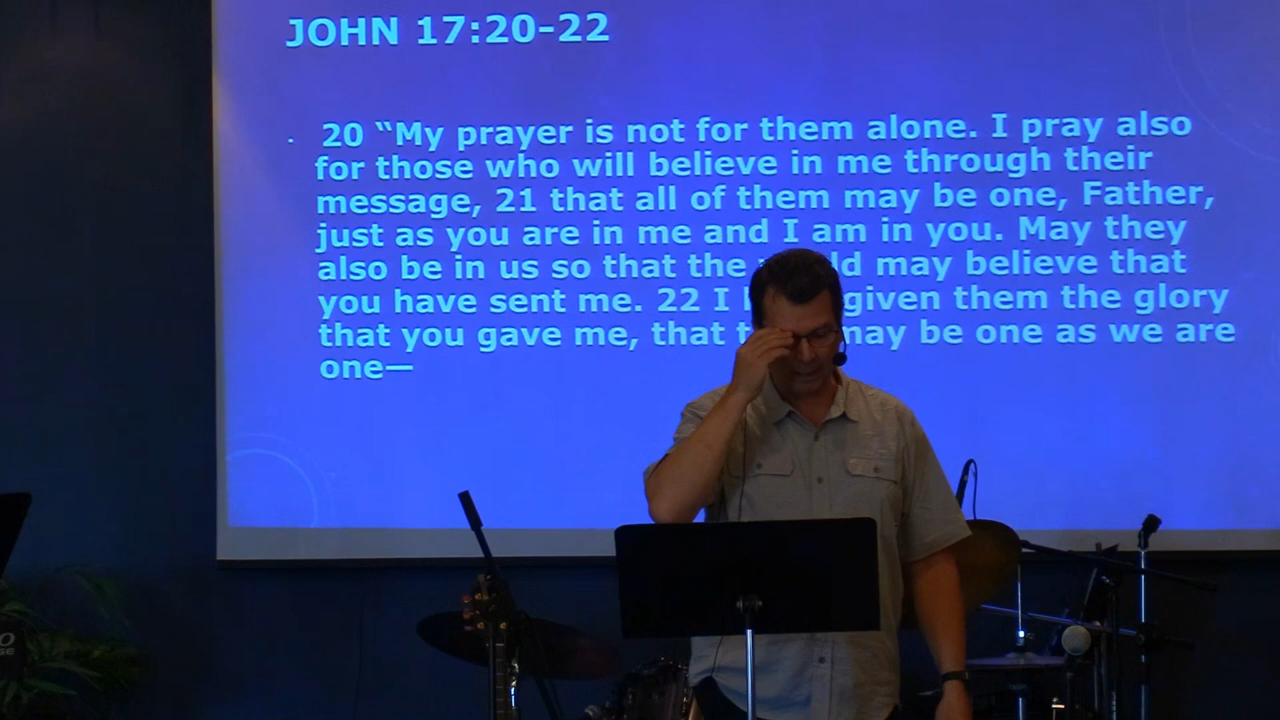 JOHN 17:20-22
· 20 “My prayer is not for them alone. I pray also
for those who will believe in me through their
message, 21 that all of them may be one, Father,
just as you are in me and I am in you. May they
also be in us so that the may believe that
you have sent me. 22 I given them the glory
that you gave me, that may be one as we are
one—